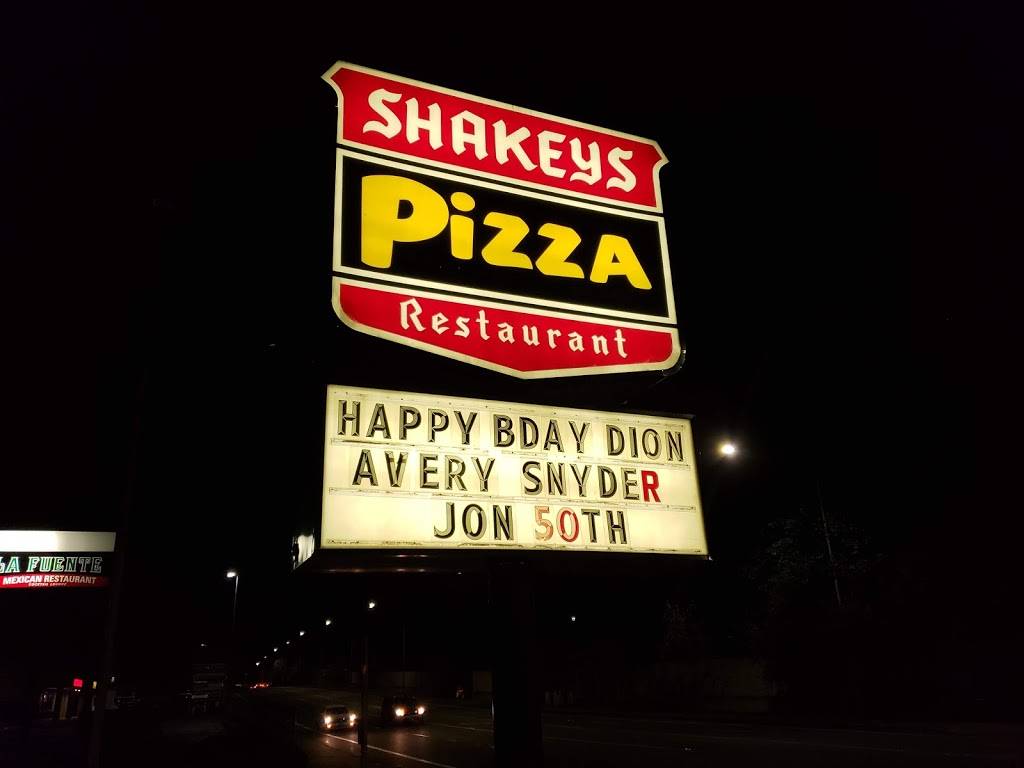 SHAKEYS
Pizza
Restaurant
HAPPY BDAY DION
AVERY SNYDER
JON 50TH
LA FUENTE
MEXICAN RESTAURANT